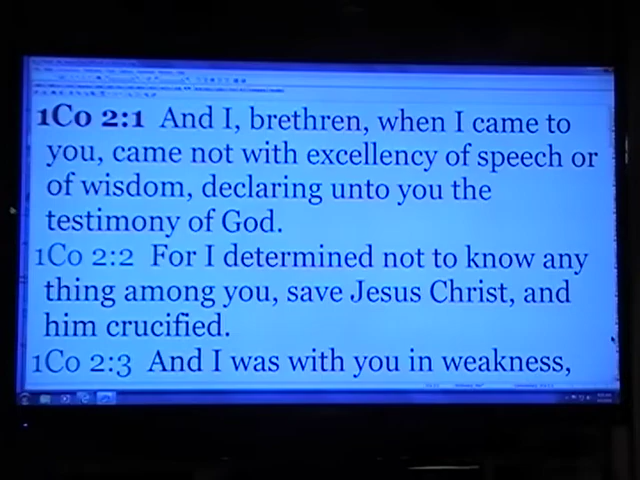 1Co 2:1 And I, brethren, when I came to
you, came not with excellency of speech or
of wisdom, declaring unto you the
testimony of God.
1Co 2:2 For I determined not to know any
thing among you, save Jesus Christ, and
him crucified.
1Co 2:3 And I was with you in weakness,